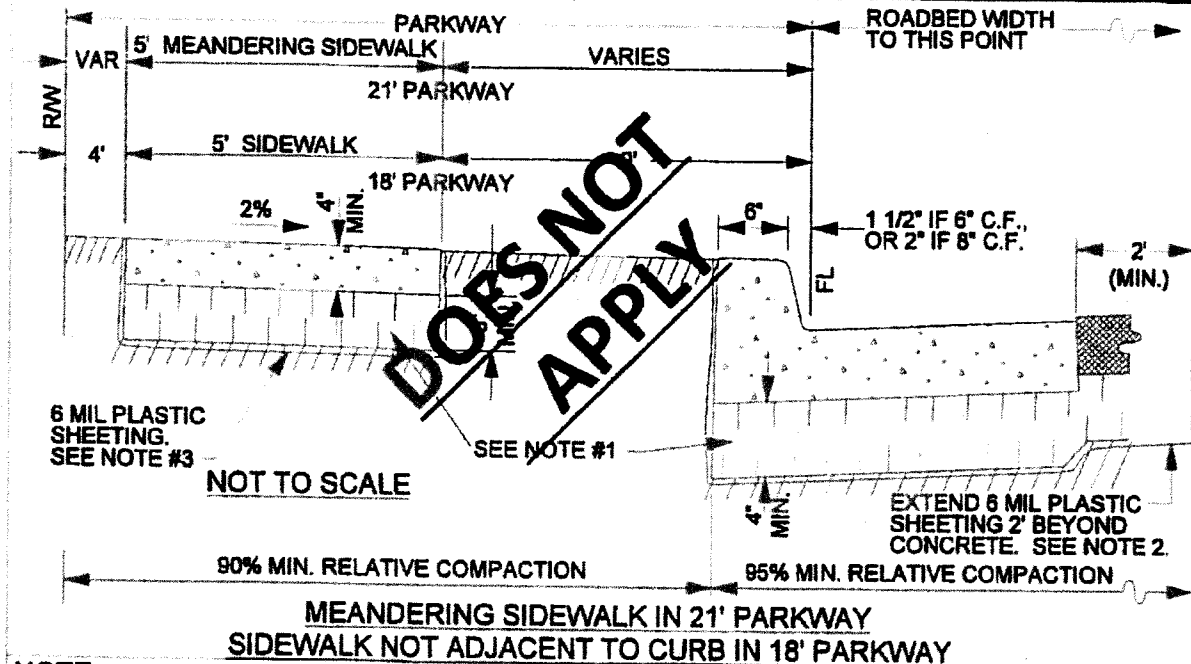 PARKWAY
ROADBED WIDTH
TO THIS POINT
VAR
5' MEANDERING SIDEWALK
VARIES
21' PARKWAY
R/W
4'
5' SIDEWALK
18' PARKWAY
2%
4"
MIN.
6"
1 1/2" IF 6" C.F.,
OR 2" IF 8" C.F.
2'
(MIN.)
FL
DOES NOT
APPLY
6 MIL PLASTIC
SHEETING.
SEE NOTE #3
SEE NOTE #1
NOT TO SCALE
4"
MIN.
EXTEND 6 MIL PLASTIC
SHEETING 2' BEYOND
CONCRETE. SEE NOTE 2.
90% MIN. RELATIVE COMPACTION
95% MIN. RELATIVE COMPACTION
MEANDERING SIDEWALK IN 21' PARKWAY
SIDEWALK NOT ADJACENT TO CURB IN 18' PARKWAY